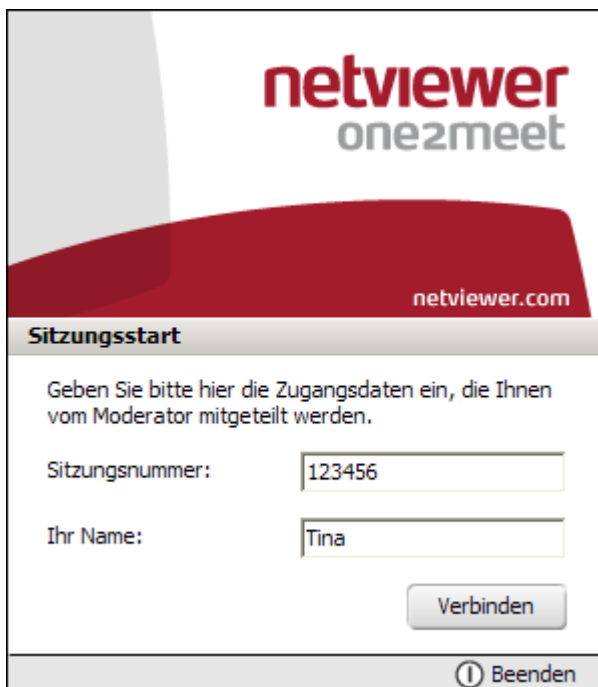 netviewer
one2meet
netviewer.com
Sitzungsstart
Geben Sie bitte hier die Zugangsdaten ein, die Ihnen
vom Moderator mitgeteilt werden.
Sitzungsnummer: 123456
Ihr Name: Tina
Verbinden
Beenden